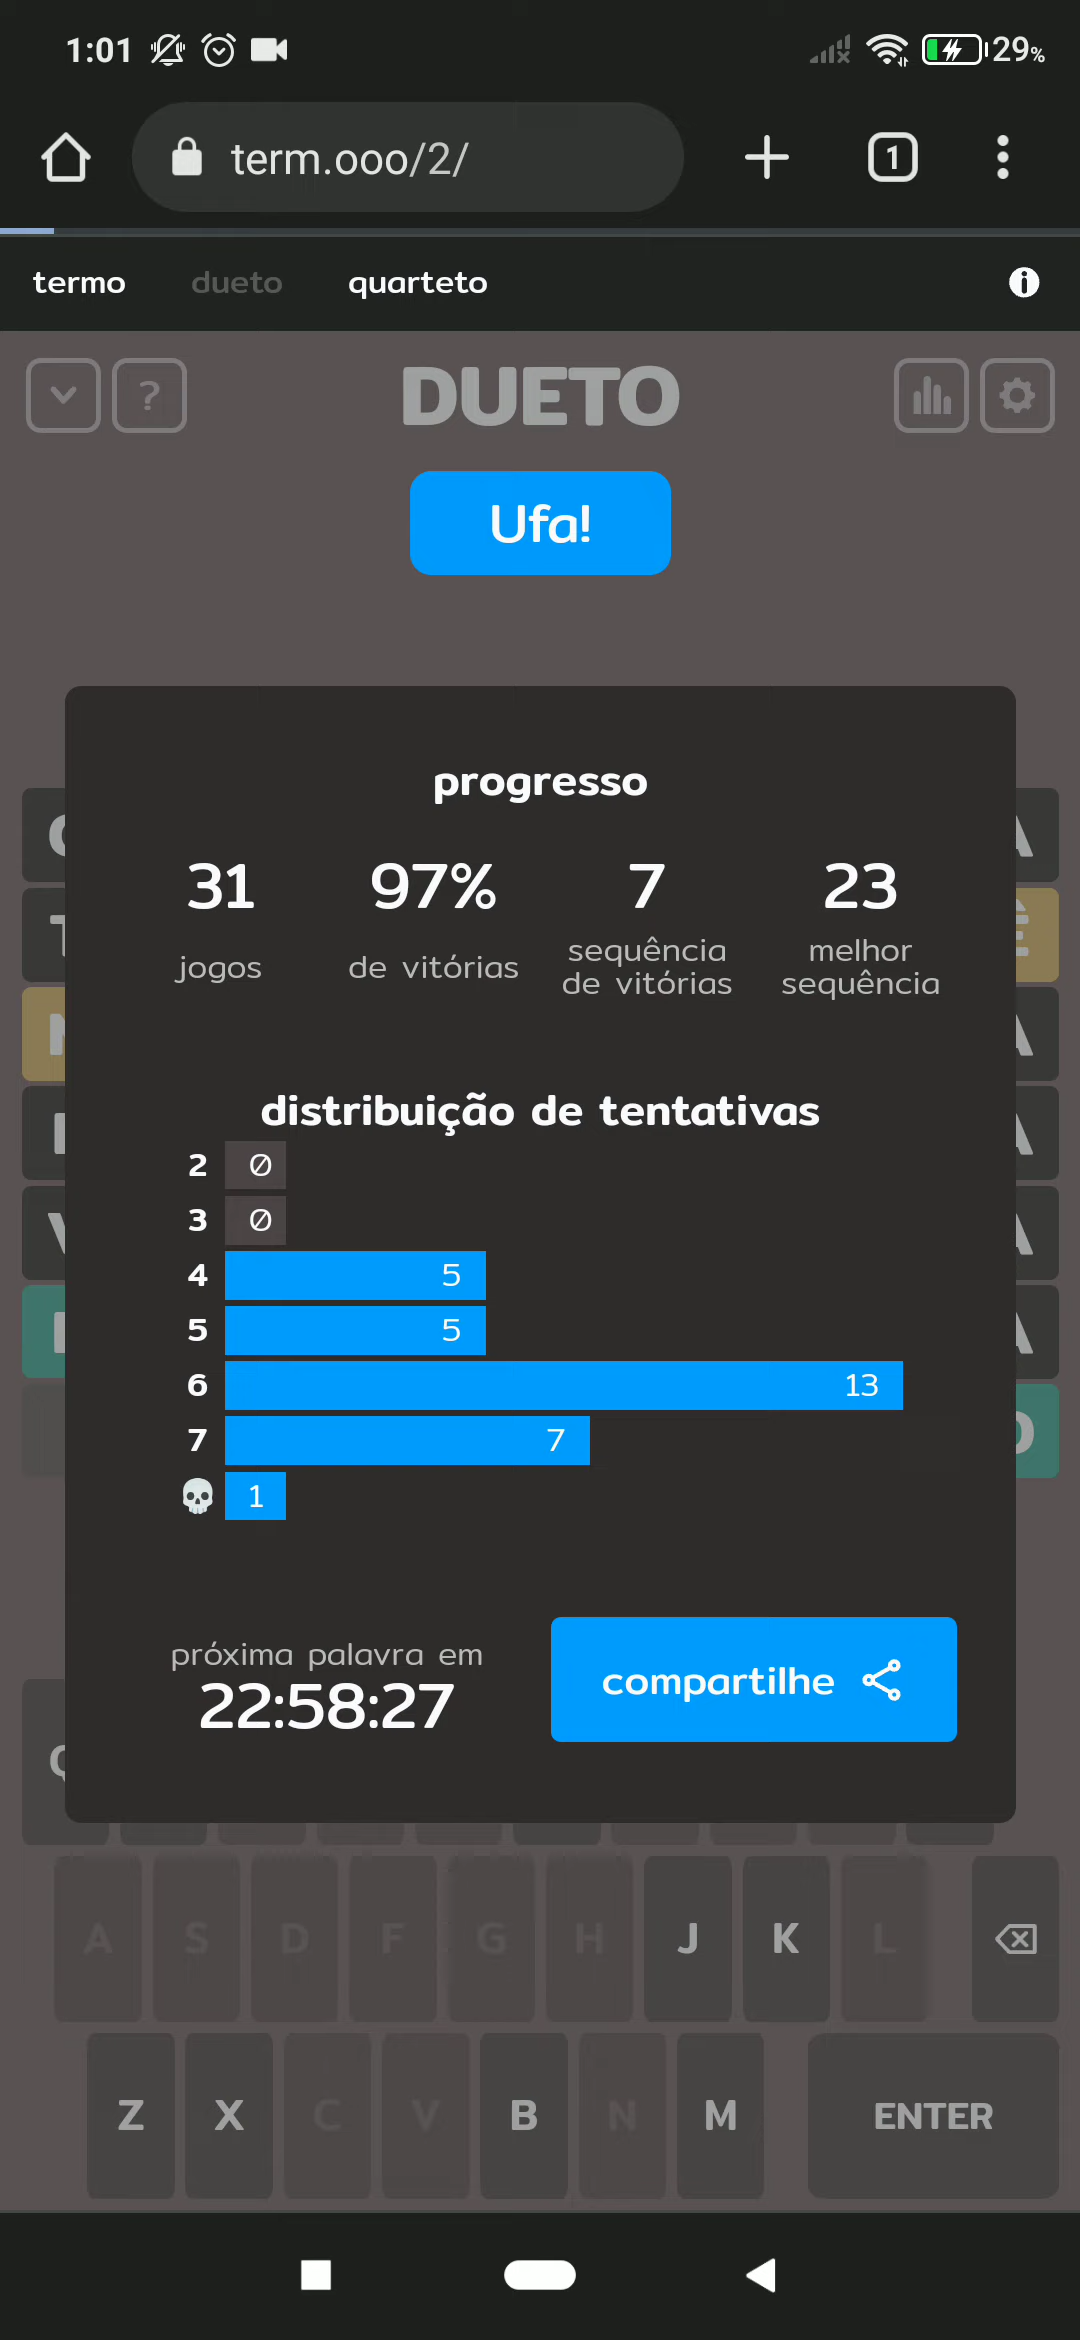 1:01 29%
term.ooo/2/ 1
termo dueto quarteto
? DUETO
Ufa!
progresso
31 97% 7 23
jogos de vitórias sequência de vitórias melhor sequência
distribuição de tentativas
2 0
3 0
4 5
5 5
6 13
7 7
1
próxima palavra em
22:58:27
compartilhe
A S D F G H J K L
Z X C V B N M ENTER